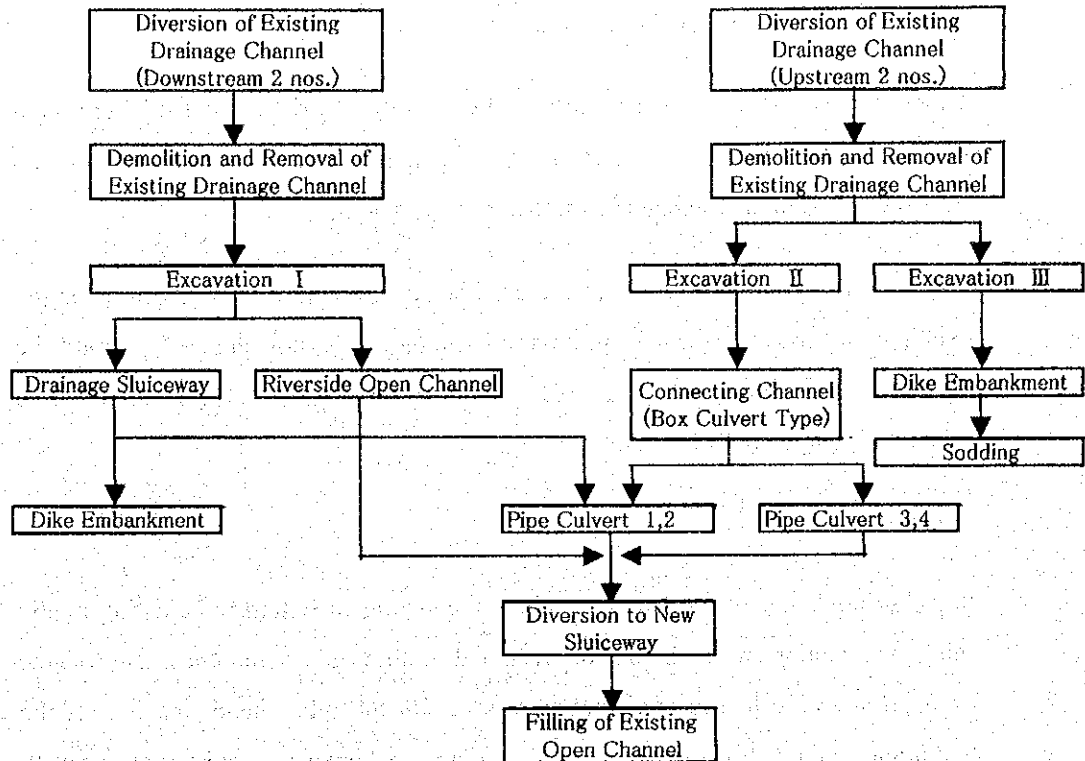 Diversion of Existing
Drainage Channel
(Downstream 2 nos.)
Diversion of Existing
Drainage Channel
(Upstream 2 nos.)
Demolition and Removal of
Existing Drainage Channel
Demolition and Removal of
Existing Drainage Channel
Excavation Ⅰ
Excavation Ⅱ
Excavation Ⅲ
Drainage Sluiceway
Riverside Open Channel
Connecting Channel
(Box Culvert Type)
Dike Embankment
Sodding
Dike Embankment
Pipe Culvert 1,2
Pipe Culvert 3,4
Diversion to New
Sluiceway
Filling of Existing
Open Channel